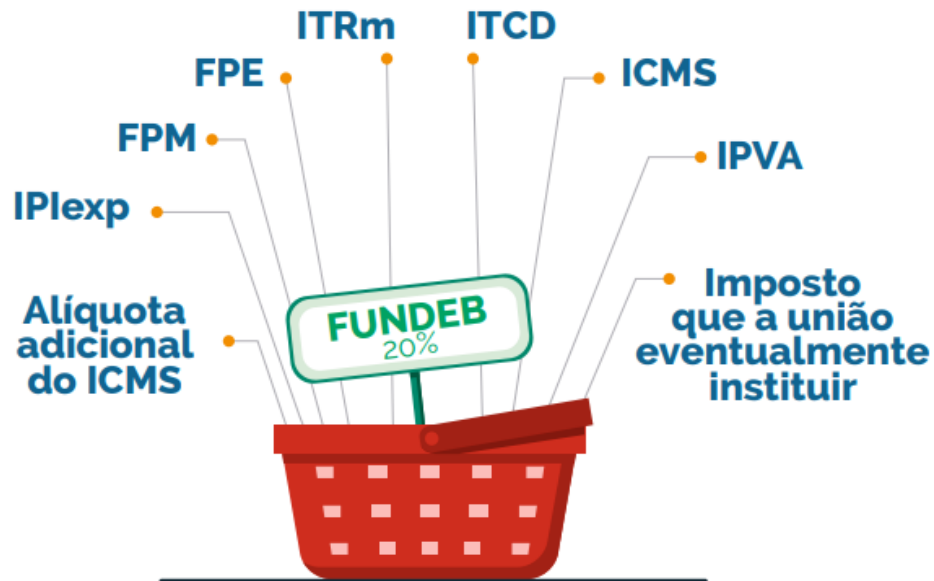 ITRm
ITCD
FPE
ICMS
FPM
IPVA
IPIexp
Alíquota
adicional
do ICMS
FUNDEB
20%
Imposto
que a união
eventualmente
instituir